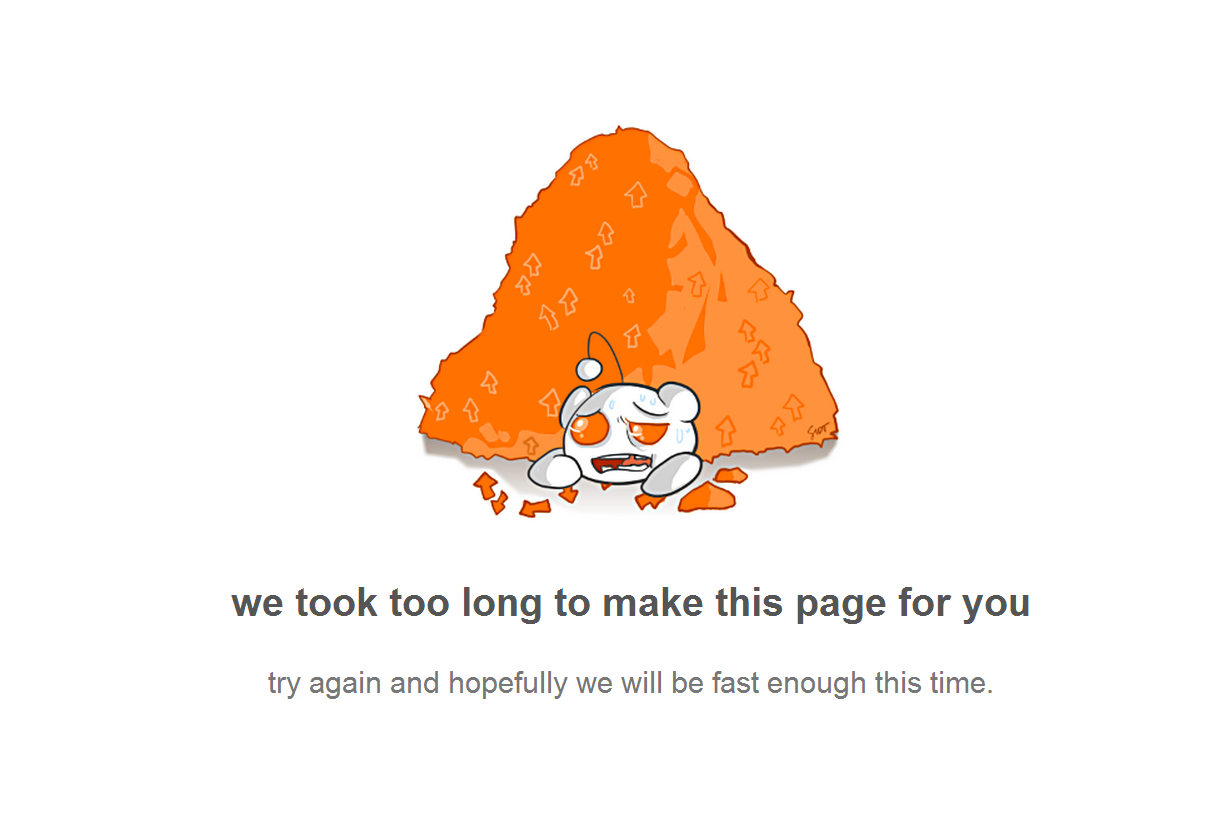 we took too long to make this page for you
try again and hopefully we will be fast enough this time.